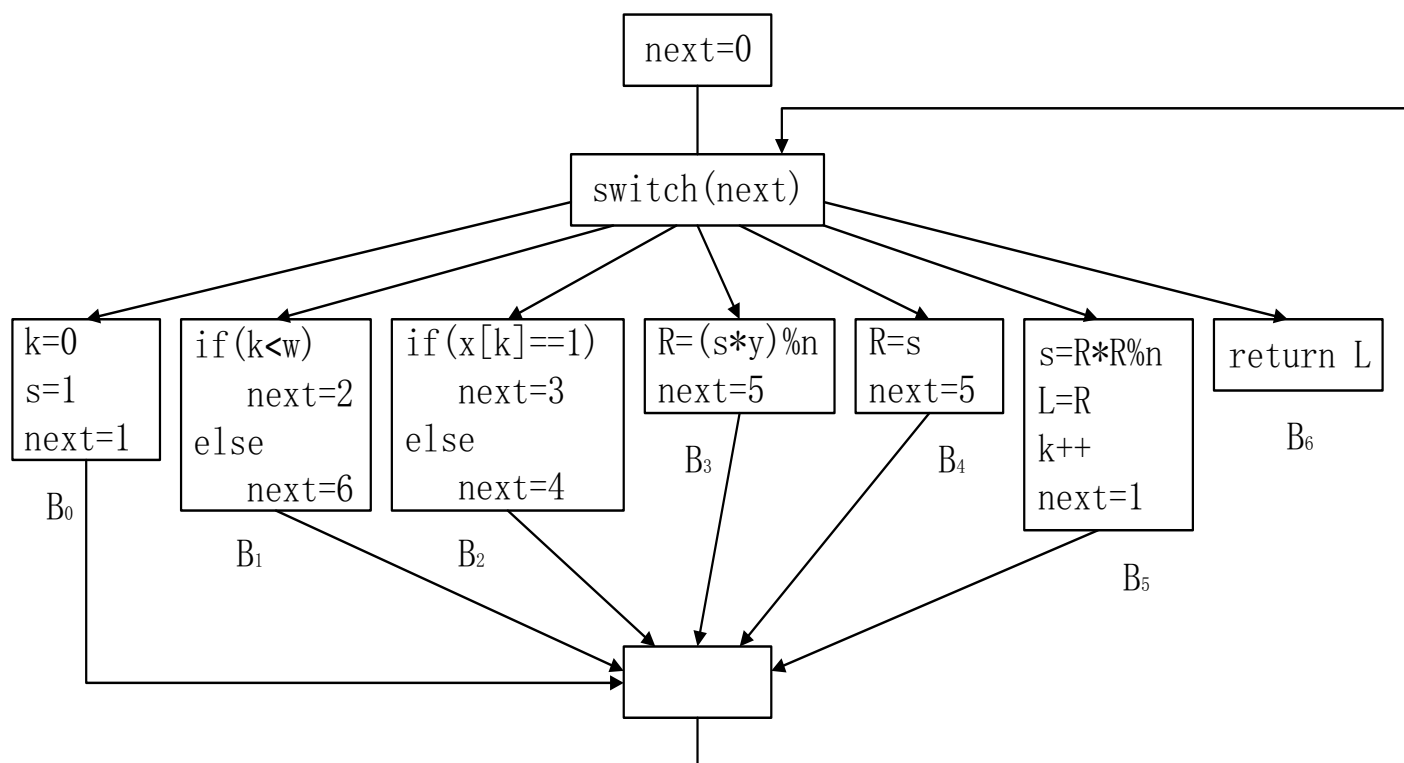 next=0
switch(next)
k=0
s=1
next=1
B0
if(k<w)
next=2
else
next=6
B1
if(x[k]==1)
next=3
else
next=4
B2
R=(s*y)%n
next=5
B3
R=s
next=5
B4
s=R*R%n
L=R
k++
next=1
B5
return L
B6